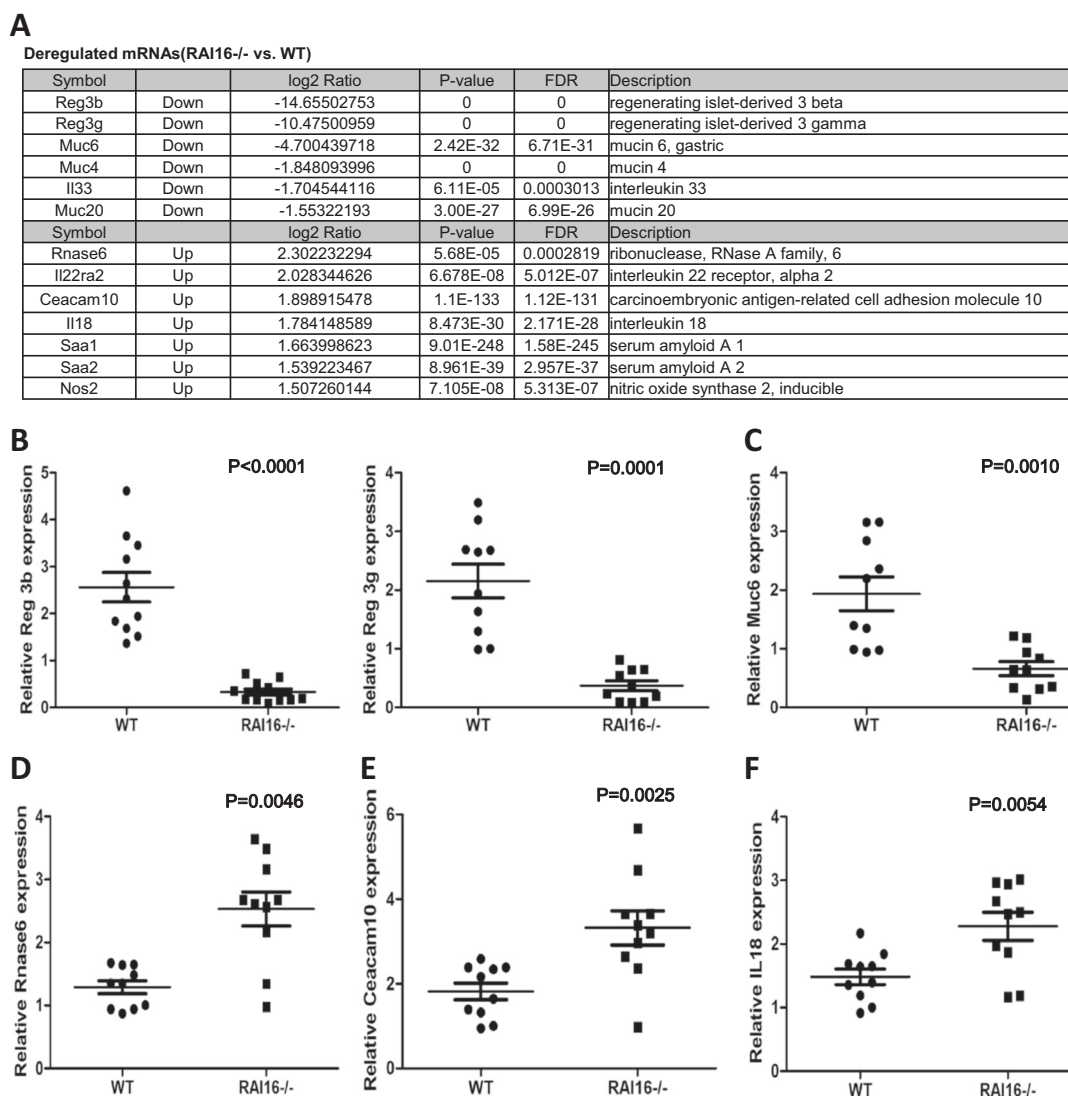 A
Deregulated mRNAs(RAI16-/- vs. WT)
Symbol log2 Ratio P-value FDR Description
Reg3b Down -14.65502753 0 0 regenerating islet-derived 3 beta
Reg3g Down -10.47500959 0 0 regenerating islet-derived 3 gamma
Muc6 Down -4.700439718 2.42E-32 6.71E-31 mucin 6, gastric
Muc4 Down -1.848093996 0 0 mucin 4
Il33 Down -1.704544116 6.11E-05 0.0003013 interleukin 33
Muc20 Down -1.55322193 3.00E-27 6.99E-26 mucin 20
Symbol log2 Ratio P-value FDR Description
Rnase6 Up 2.302232294 5.68E-05 0.0002819 ribonuclease, RNase A family, 6
Il22ra2 Up 2.028344626 6.678E-08 5.012E-07 interleukin 22 receptor, alpha 2
Ceacam10 Up 1.898915478 1.1E-133 1.12E-131 carcinoembryonic antigen-related cell adhesion molecule 10
Il18 Up 1.784148589 8.473E-30 2.171E-28 interleukin 18
Saa1 Up 1.663998623 9.01E-248 1.58E-245 serum amyloid A 1
Saa2 Up 1.539223467 8.961E-39 2.957E-37 serum amyloid A 2
Nos2 Up 1.507260144 7.105E-08 5.313E-07 nitric oxide synthase 2, inducible
B
P<0.0001
Relative Reg 3b expression
5
4
3
2
1
0
WT RAI16-/-
P=0.0001
Relative Reg 3g expression
4
3
2
1
0
WT RAI16-/-
C
P=0.0010
Relative Muc6 expression
4
3
2
1
0
WT RAI16-/-
D
P=0.0046
Relative Rnase6 expression
4
3
2
1
0
WT RAI16-/-
E
P=0.0025
Relative Ceacam10 expression
6
4
2
0
WT RAI16-/-
F
P=0.0054
Relative IL18 expression
4
3
2
1
0
WT RAI16-/-